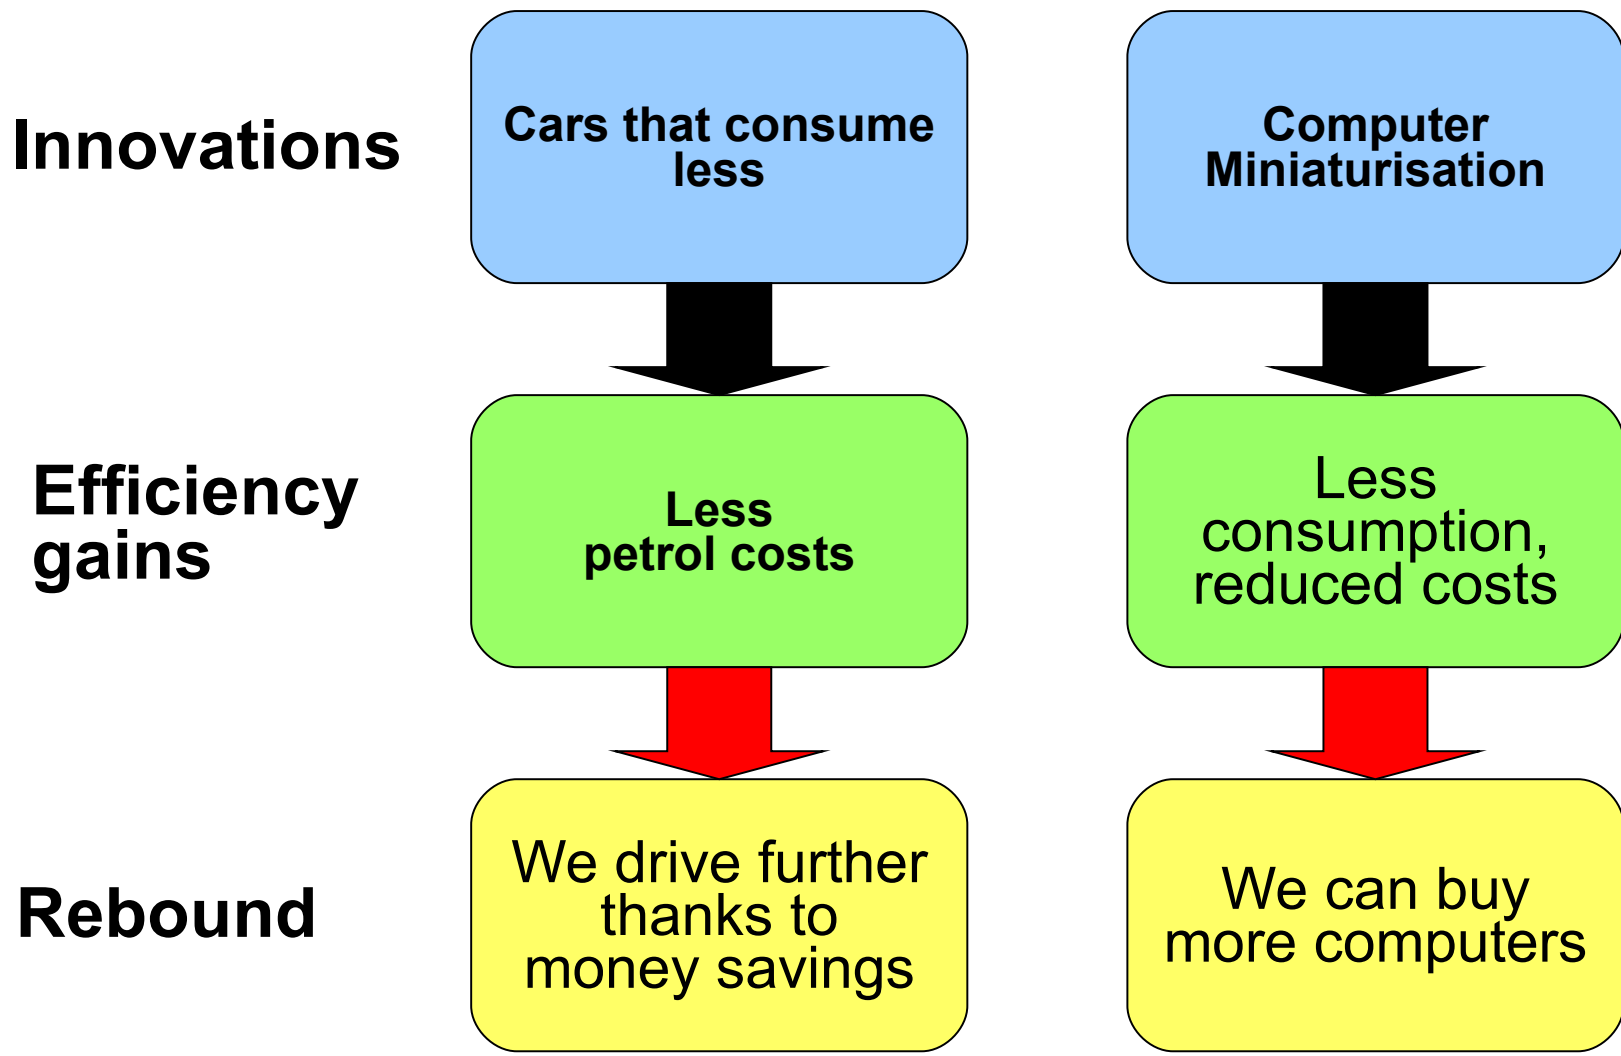 Innovations
Cars that consume
less
Computer
Miniaturisation
Efficiency
gains
Less
petrol costs
Less
consumption,
reduced costs
Rebound
We drive further
thanks to
money savings
We can buy
more computers